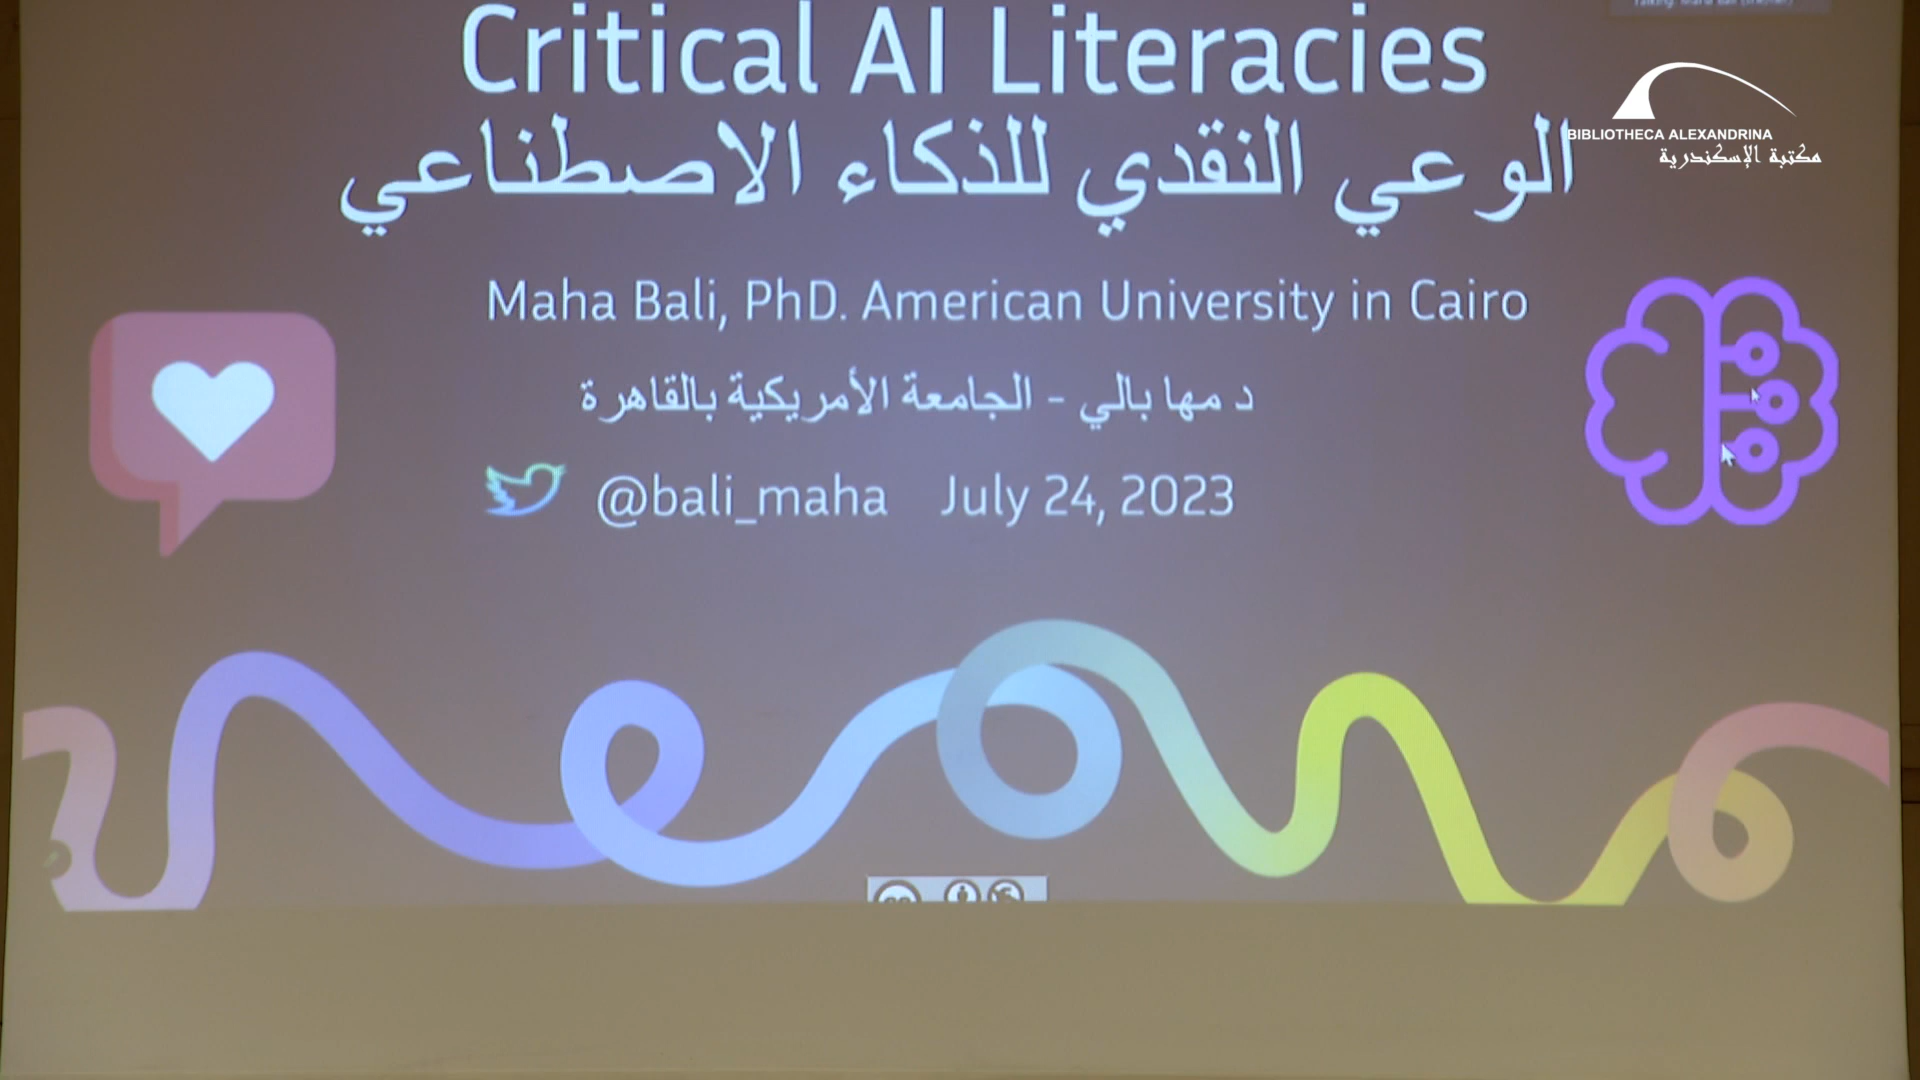 Critical AI Literacies
BIBLIOTHECA ALEXANDRINA
مكتبة الإسكندرية
الوعي النقدي للذكاء الاصطناعي
Maha Bali, PhD. American University in Cairo
د مها بالي - الجامعة الأمريكية بالقاهرة
@bali_maha July 24, 2023